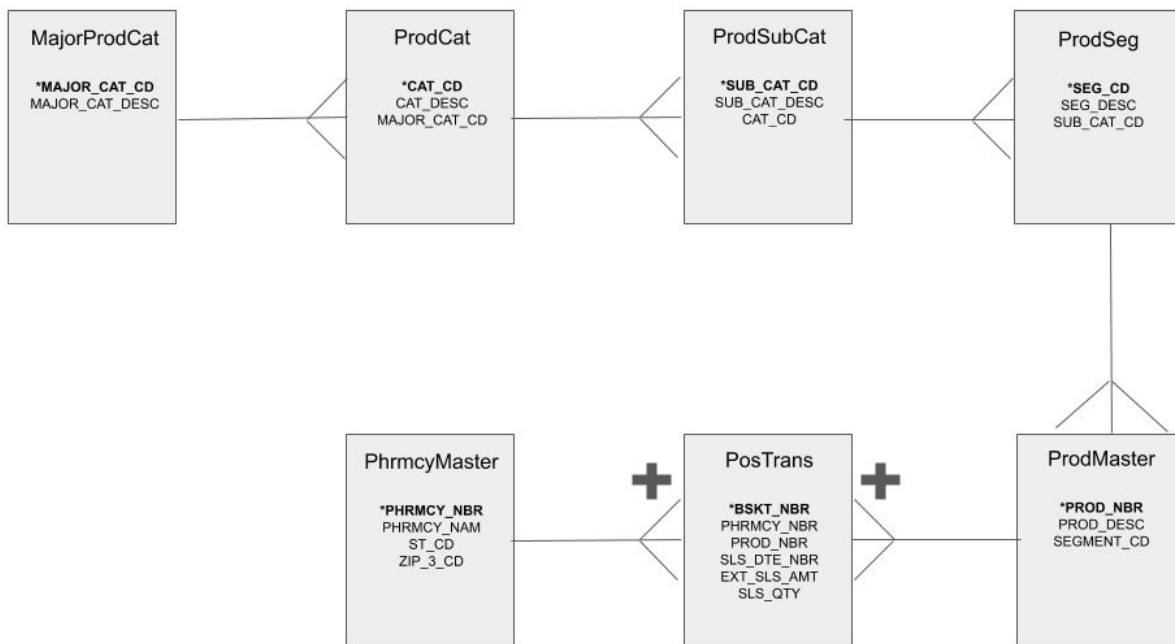 MajorProdCat
*MAJOR_CAT_CD
MAJOR_CAT_DESC
ProdCat
*CAT_CD
CAT_DESC
MAJOR_CAT_CD
ProdSubCat
*SUB_CAT_CD
SUB_CAT_DESC
CAT_CD
ProdSeg
*SEG_CD
SEG_DESC
SUB_CAT_CD
PhrmcyMaster
*PHRMCY_NBR
PHRMCY_NAM
ST_CD
ZIP_3_CD
PosTrans
*BSKT_NBR
PHRMCY_NBR
PROD_NBR
SLS_DTE_NBR
EXT_SLS_AMT
SLS_QTY
ProdMaster
*PROD_NBR
PROD_DESC
SEGMENT_CD